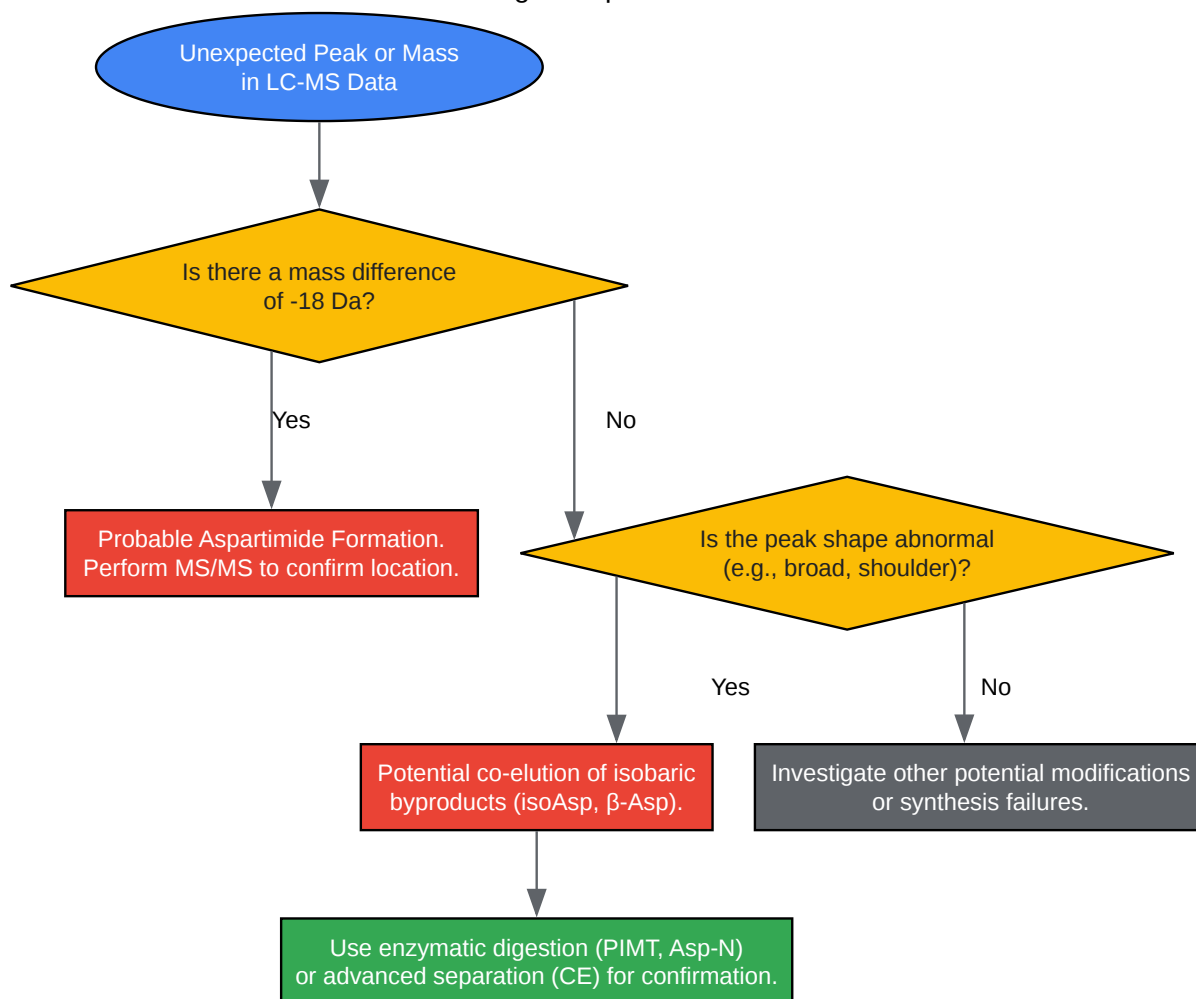 Unexpected Peak or Mass
in LC-MS Data
Is there a mass difference
of -18 Da?
Yes
No
Probable Aspartimide Formation.
Perform MS/MS to confirm location.
Is the peak shape abnormal
(e.g., broad, shoulder)?
Yes
No
Potential co-elution of isobaric
byproducts (isoAsp, β-Asp).
Investigate other potential modifications
or synthesis failures.
Use enzymatic digestion (PIMT, Asp-N)
or advanced separation (CE) for confirmation.